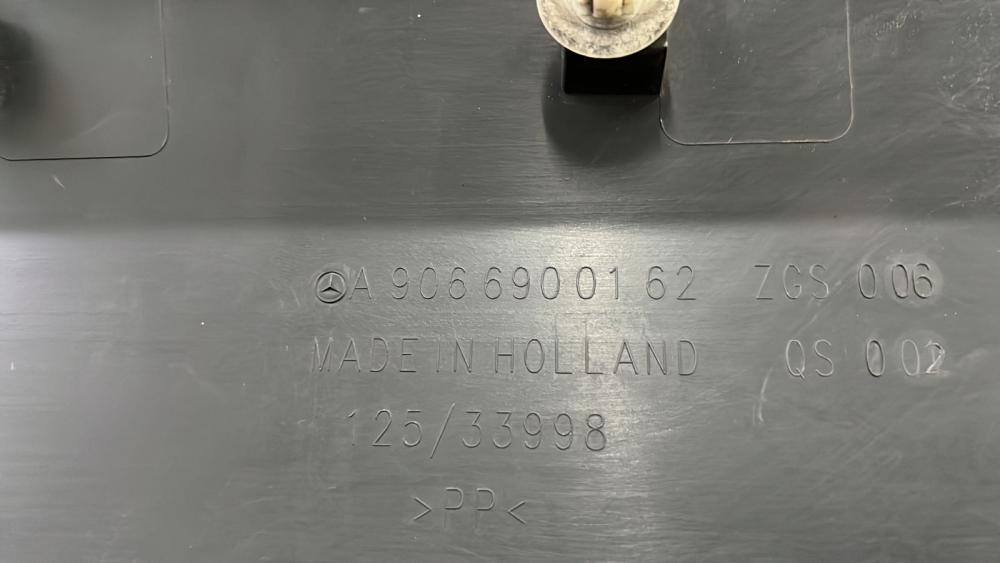 A 906 690 01 62 ZGS 006
MADE IN HOLLAND QS 002
125/33998
>PP<